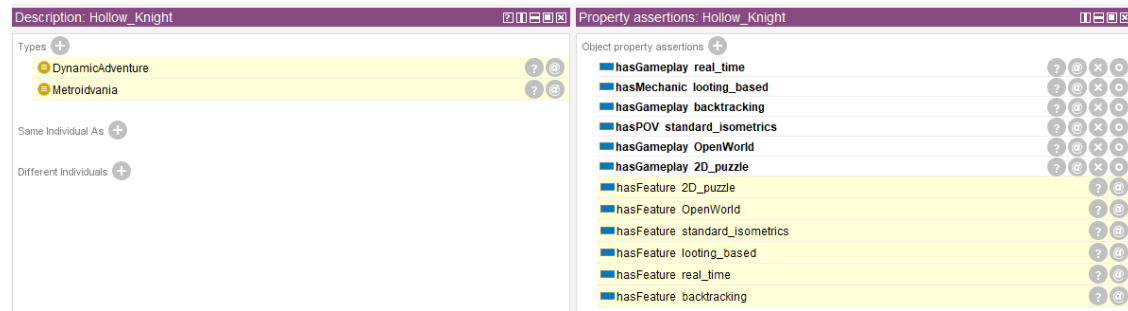 Description: Hollow_Knight
Types
DynamicAdventure
Metroidvania
Same Individual As
Different Individuals
Property assertions: Hollow_Knight
Object property assertions
hasGameplay real_time
hasMechanic looting_based
hasGameplay backtracking
hasPOV standard_isometrics
hasGameplay OpenWorld
hasGameplay 2D_puzzle
hasFeature 2D_puzzle
hasFeature OpenWorld
hasFeature standard_isometrics
hasFeature looting_based
hasFeature real_time
hasFeature backtracking